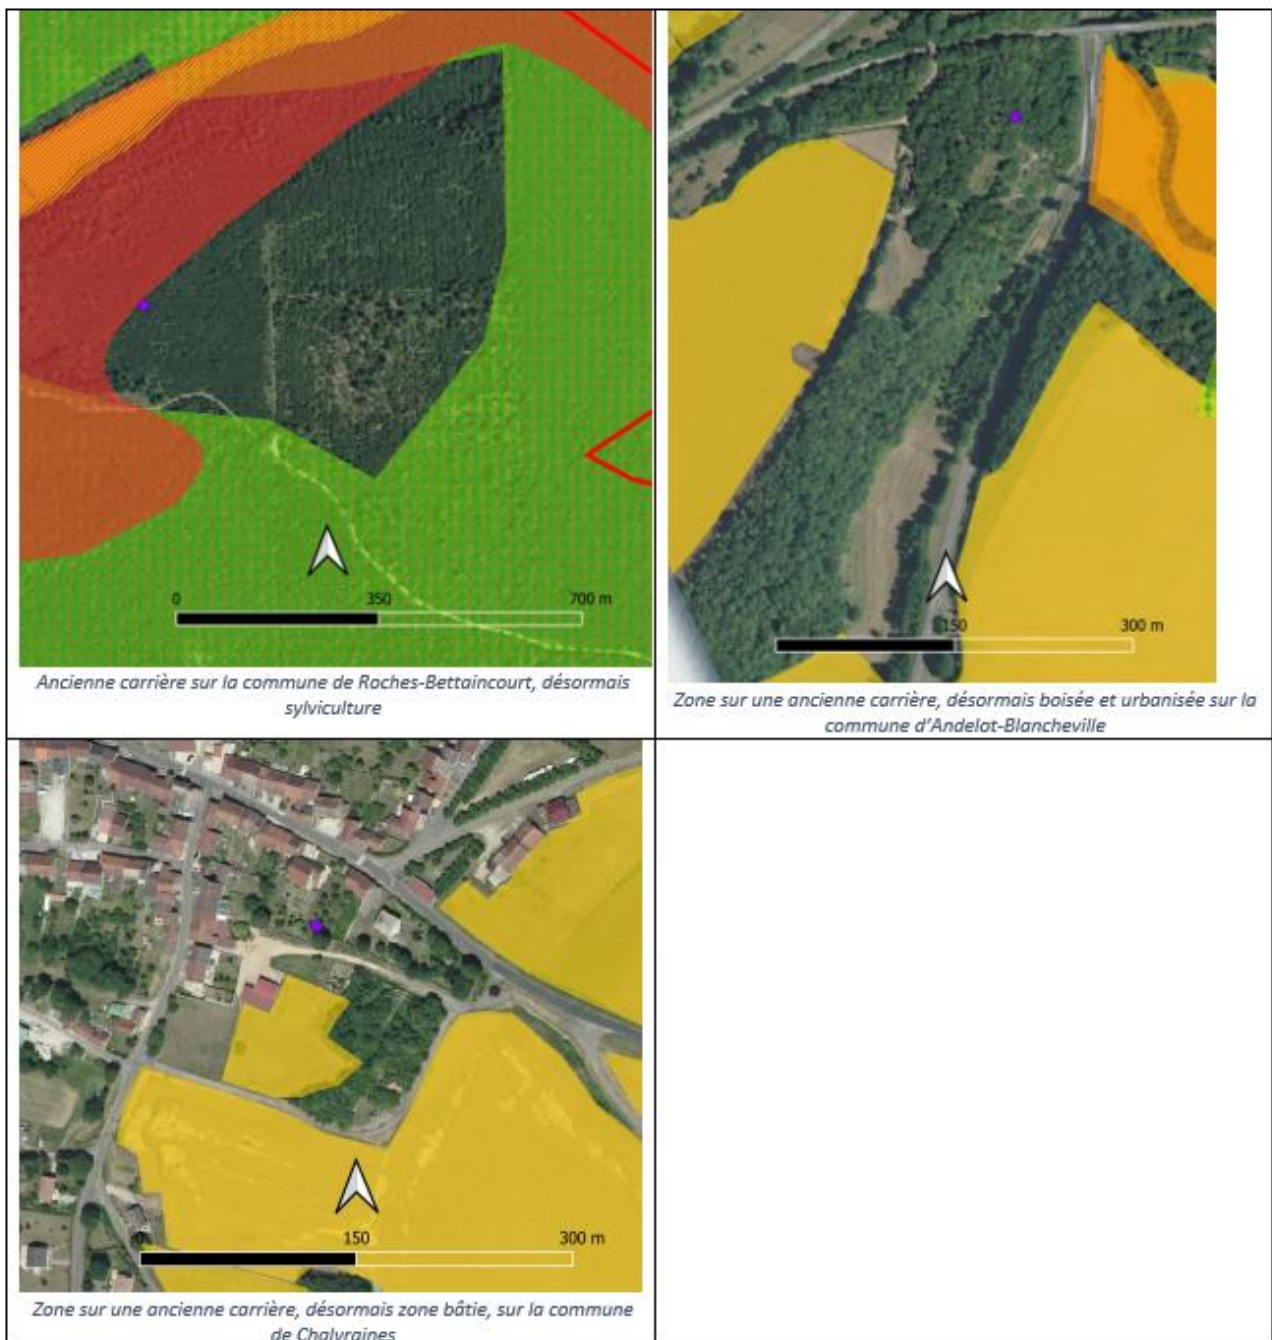 0 350 700 m
Ancienne carrière sur la commune de Roches-Bettaincourt, désormais
sylviculture
150 300 m
Zone sur une ancienne carrière, désormais boisée et urbanisée sur la
commune d'Andelot-Blancheville
0 150 300 m
Zone sur une ancienne carrière, désormais zone bâtie, sur la commune
de Chalvraines